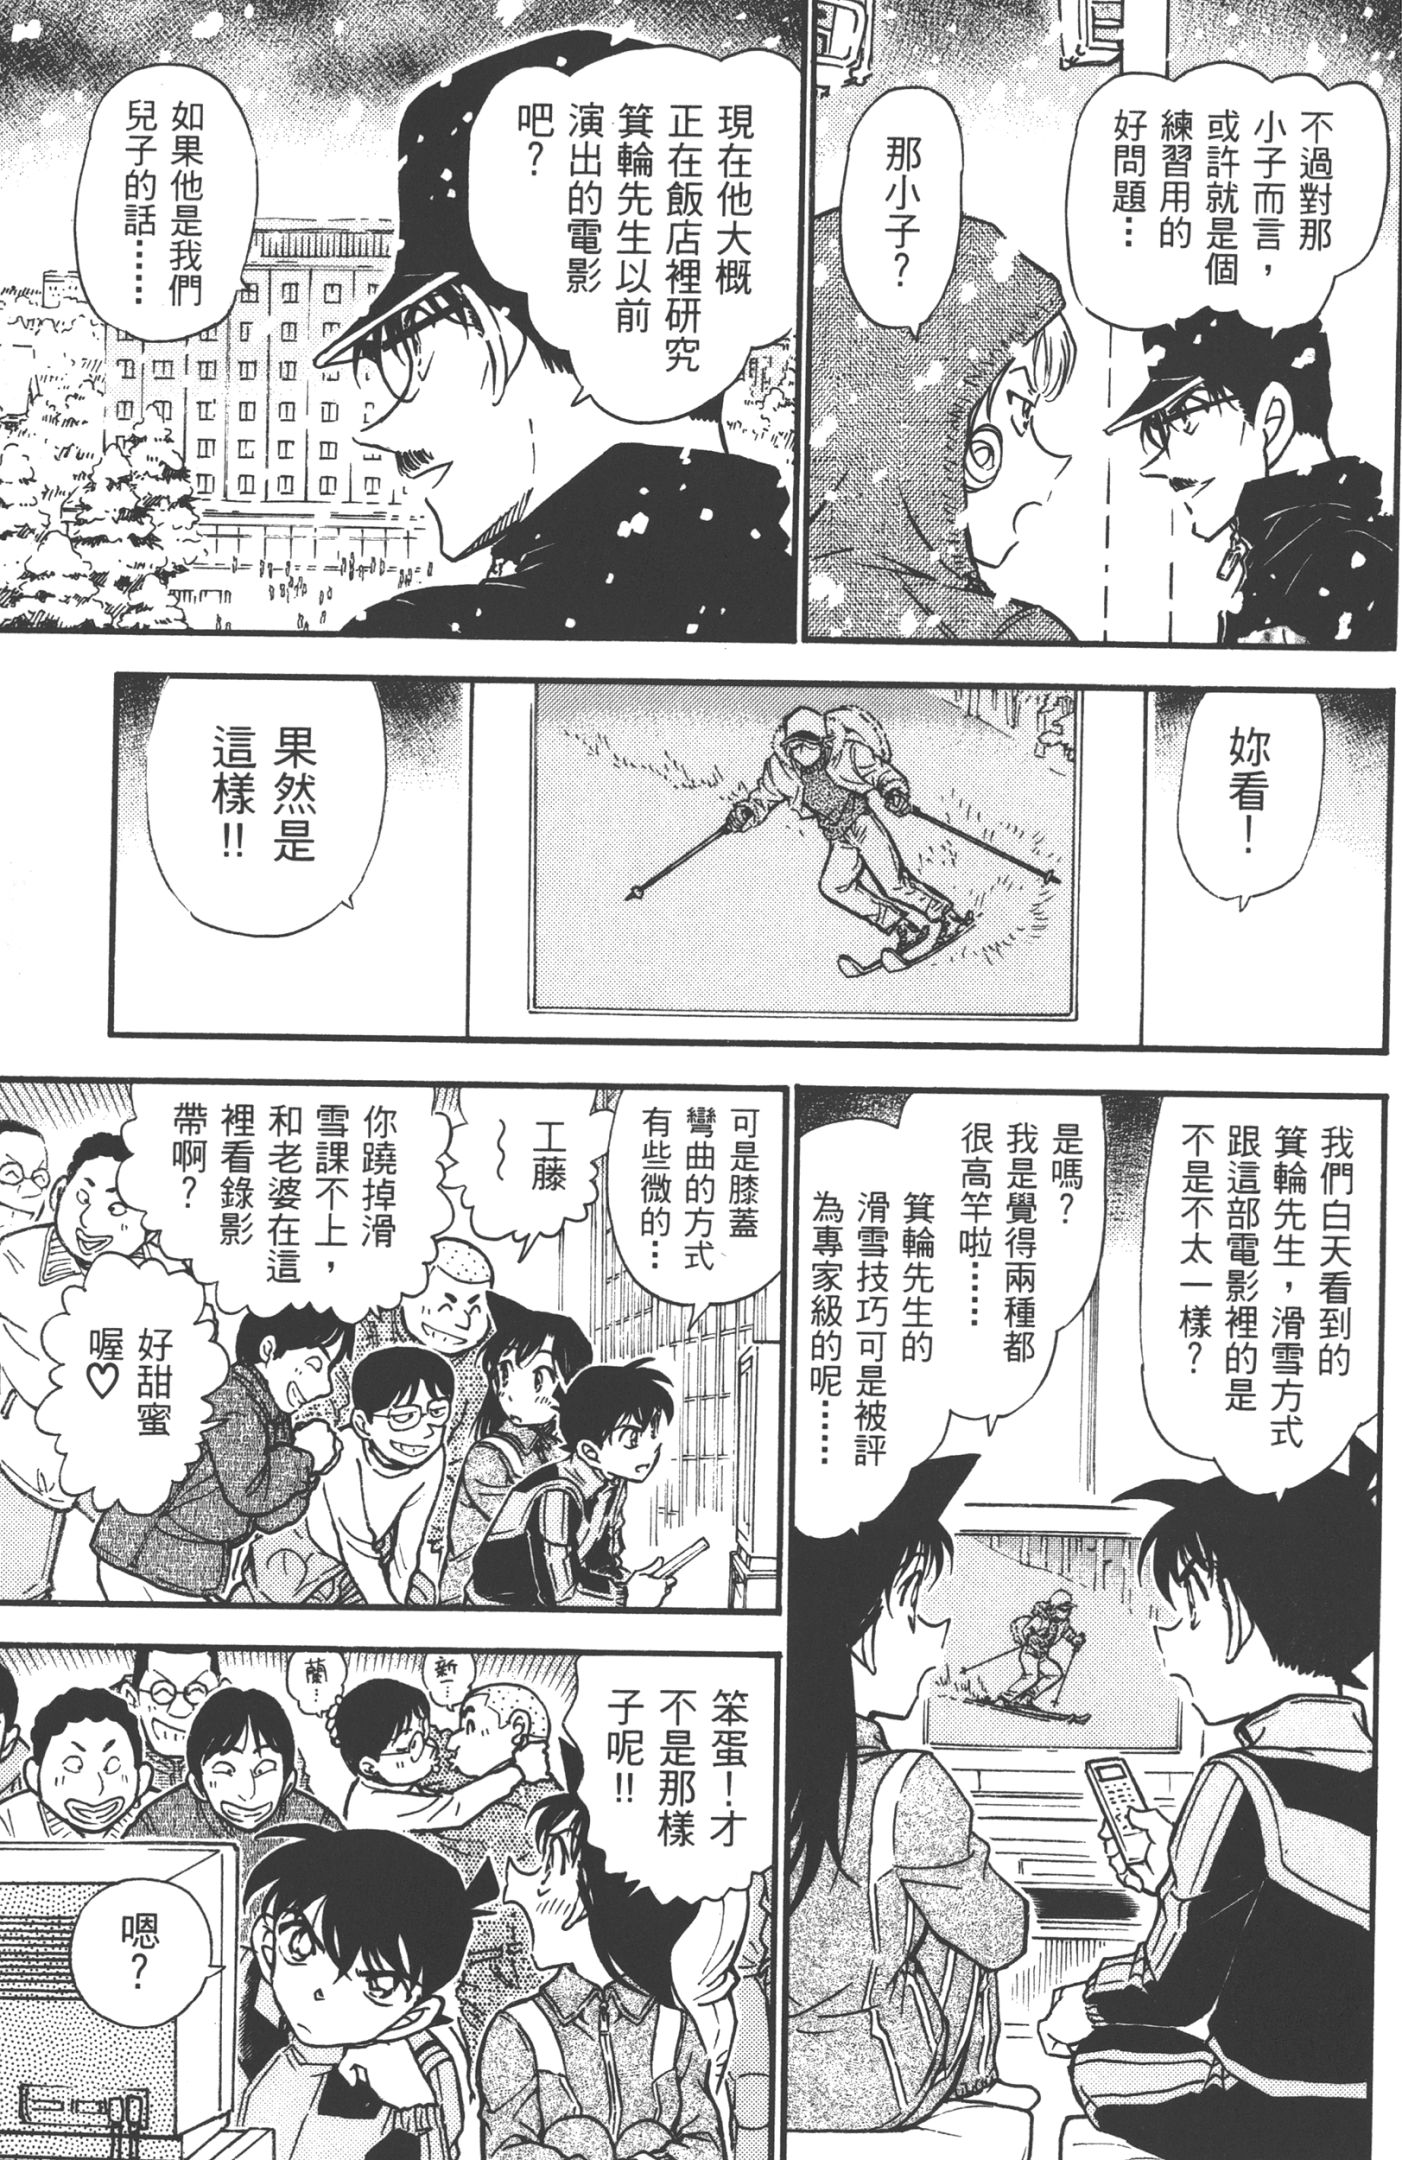 不過對那
小子而言，
或許就是個
練習用的
好問題…
那小子？
現在他大概
正在飯店裡研究
箕輪先生以前
演出的電影
吧？
如果他是我們
兒子的話……
妳看！
果然是
這樣!!
我們白天看到的
箕輪先生，滑雪方式
跟這部電影裡的是
不是不太一樣？
是嗎？
我是覺得兩種都
很高竿啦……
箕輪先生的
滑雪技巧可是被評
為專家級的呢……
可是膝蓋
彎曲的方式
有些微的…
工藤
～
你蹺掉滑
雪課不上，
和老婆在這
裡看錄影
帶啊？
好甜蜜
喔♡
笨蛋！才
不是那樣
子呢!!
新…
蘭…
嗯？